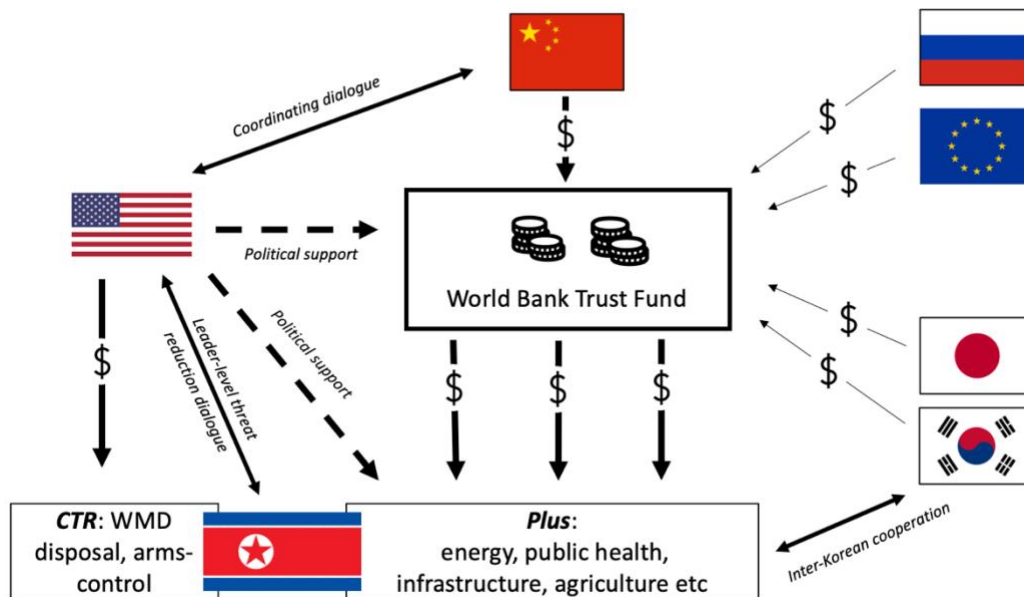 Coordinating dialogue
$
$
$
World Bank Trust Fund
Political support
Political support
Leader-level threat
reduction dialogue
$
$
$
$
$
$
CTR: WMD
disposal, arms-
control
Plus:
energy, public health,
infrastructure, agriculture etc
Inter-Korean cooperation